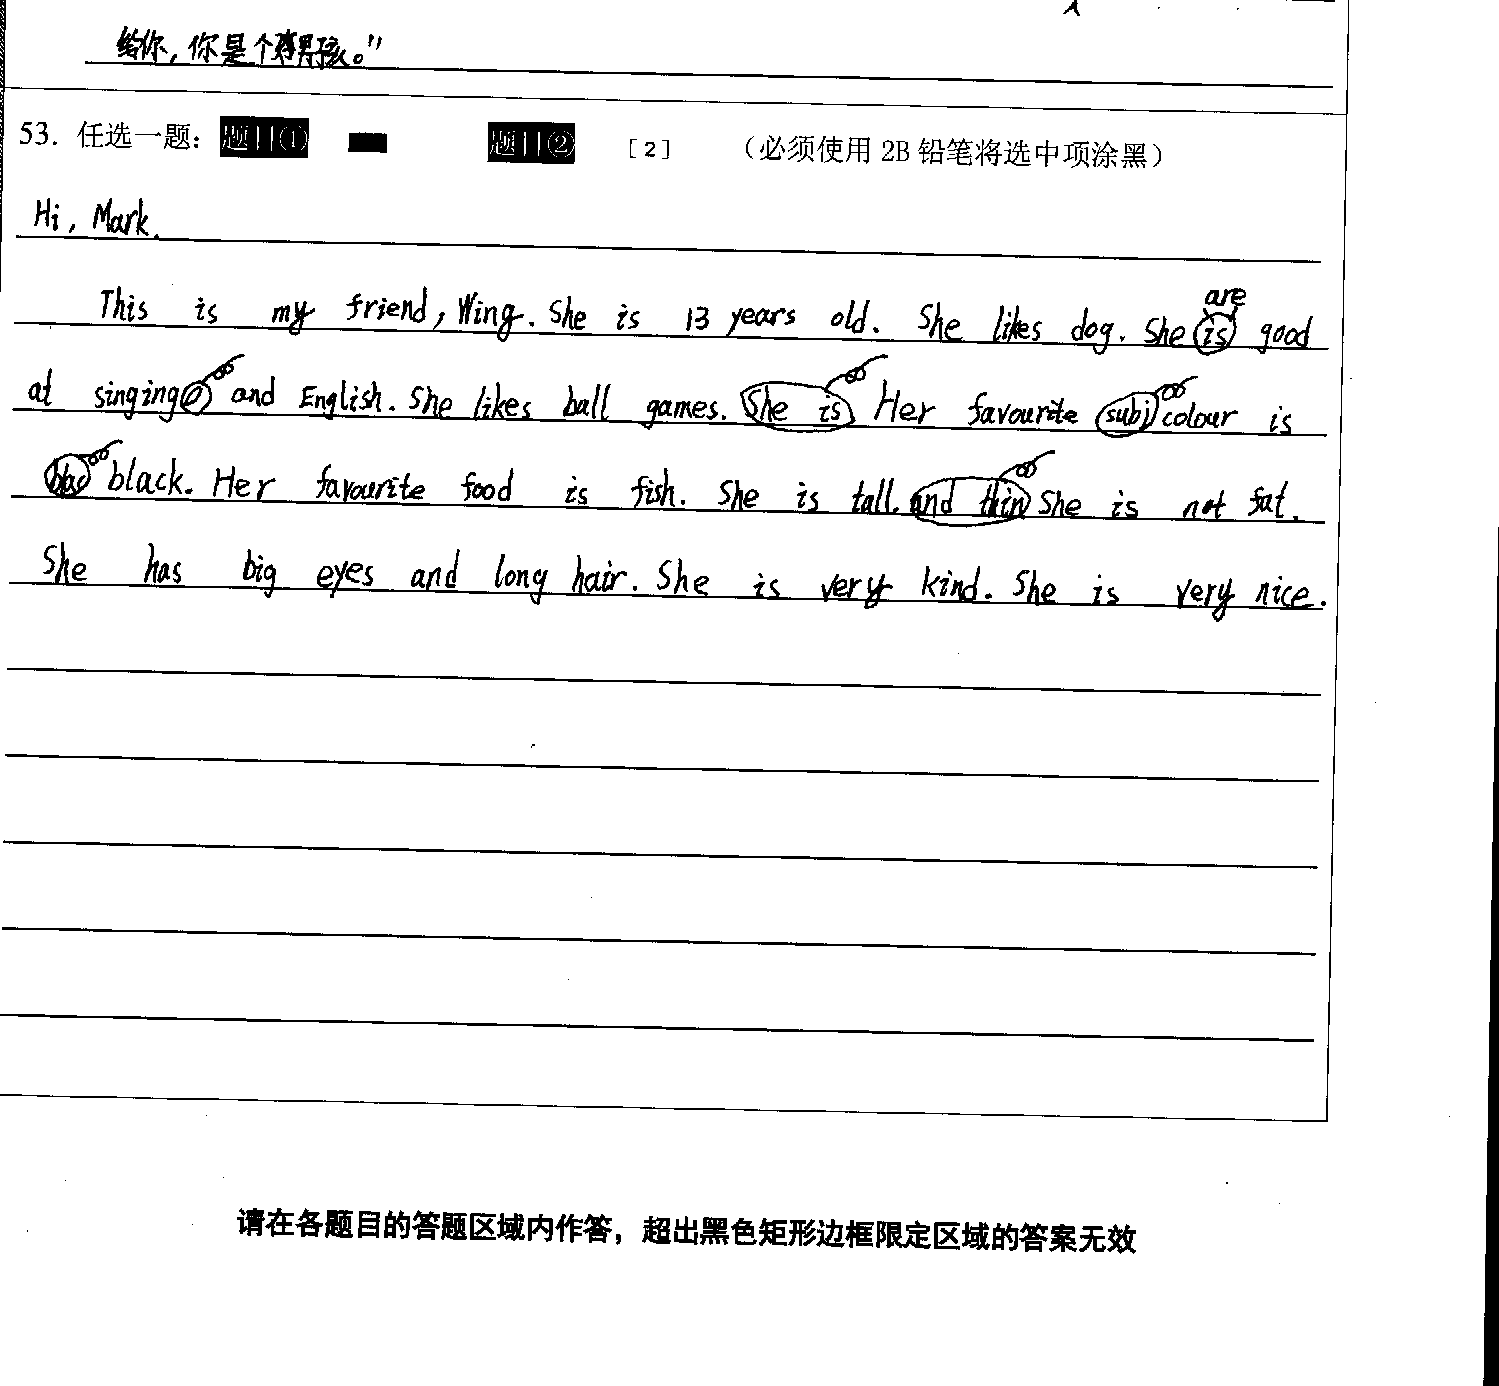 给你,你是个好男孩。"
53. 任选一题: 题目① 题目② [2] (必须使用 2B 铅笔将选中项涂黑)
Hi, Mark.
are
This is my friend, Wing. She is 13 years old. She likes dog. She is good
at singing and English. She likes ball games. She is Her favourite subj colour is
blac black. Her favourite food is fish. She is tall. and thin She is not fat.
She has big eyes and long hair. She is very kind. She is very nice.
请在各题目的答题区域内作答,超出黑色矩形边框限定区域的答案无效